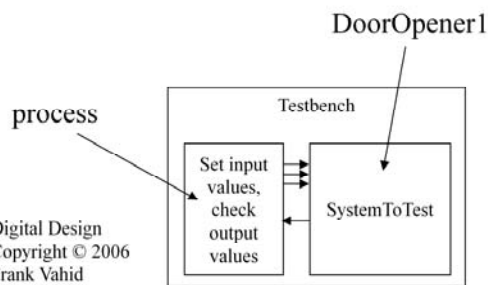 DoorOpener1
Testbench
process
Set input
values,
check
output
values
SystemToTest
Digital Design
Copyright © 2006
Frank Vahid